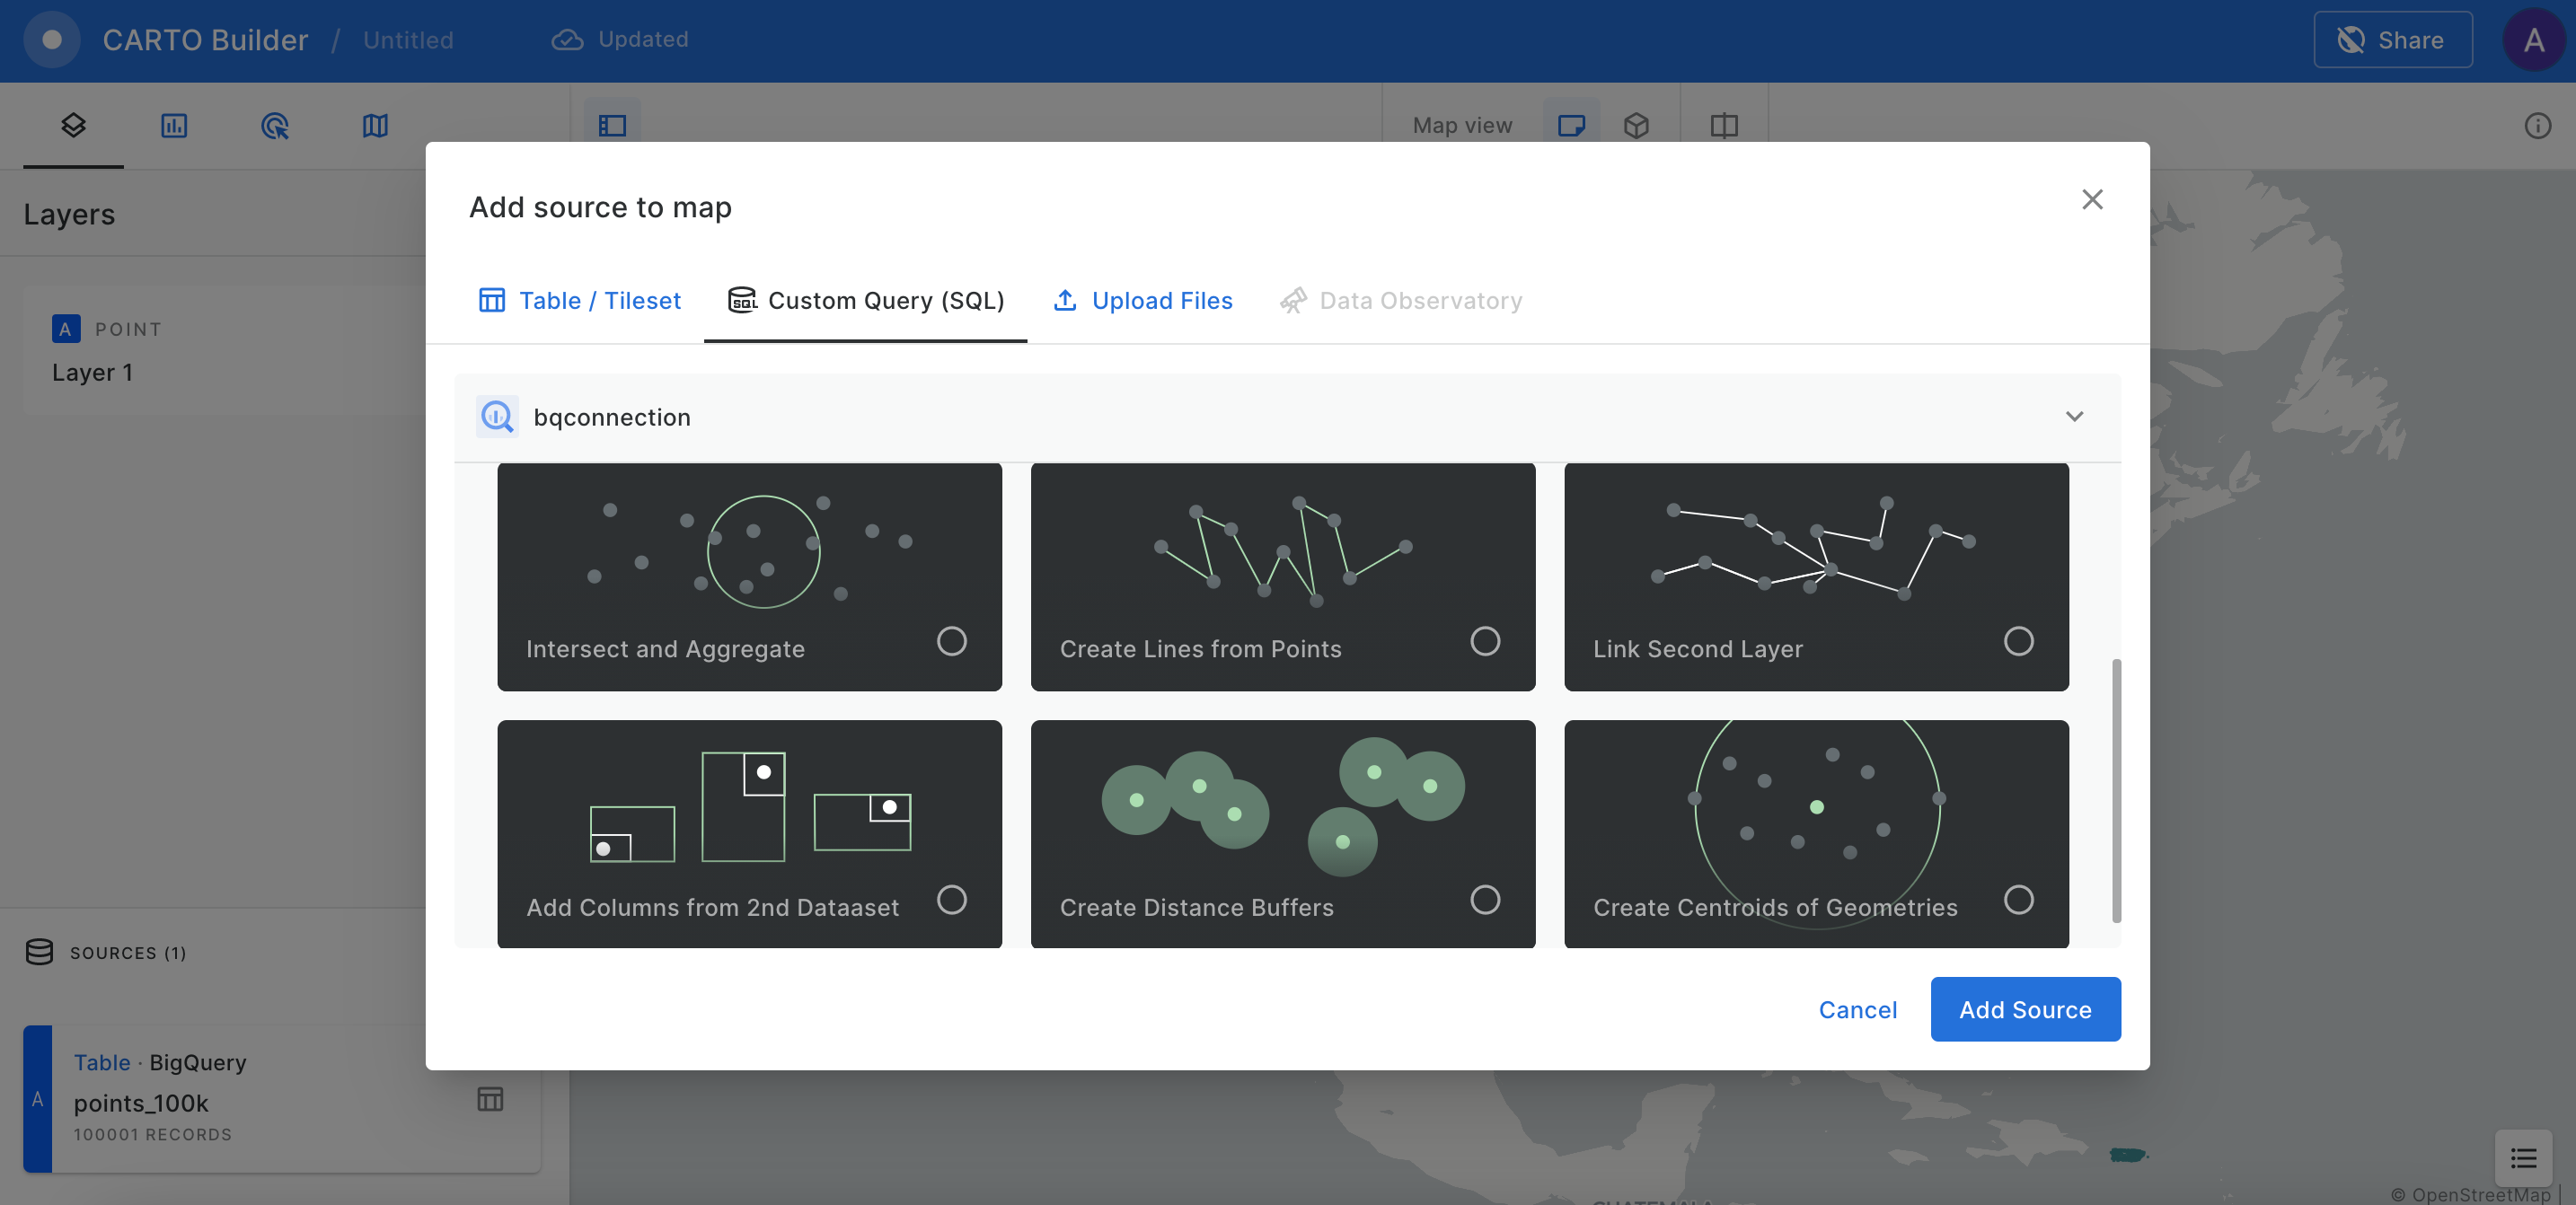 CARTO Builder / Untitled
Updated
Share
A
Map view
Layers
A POINT
Layer 1
Add source to map
Table / Tileset
SQL Custom Query (SQL)
Upload Files
Data Observatory
bqconnection
Intersect and Aggregate
Create Lines from Points
Link Second Layer
Add Columns from 2nd Dataaset
Create Distance Buffers
Create Centroids of Geometries
Cancel
Add Source
SOURCES (1)
A
Table · BigQuery
points_100k
100001 RECORDS
© OpenStreetMap |